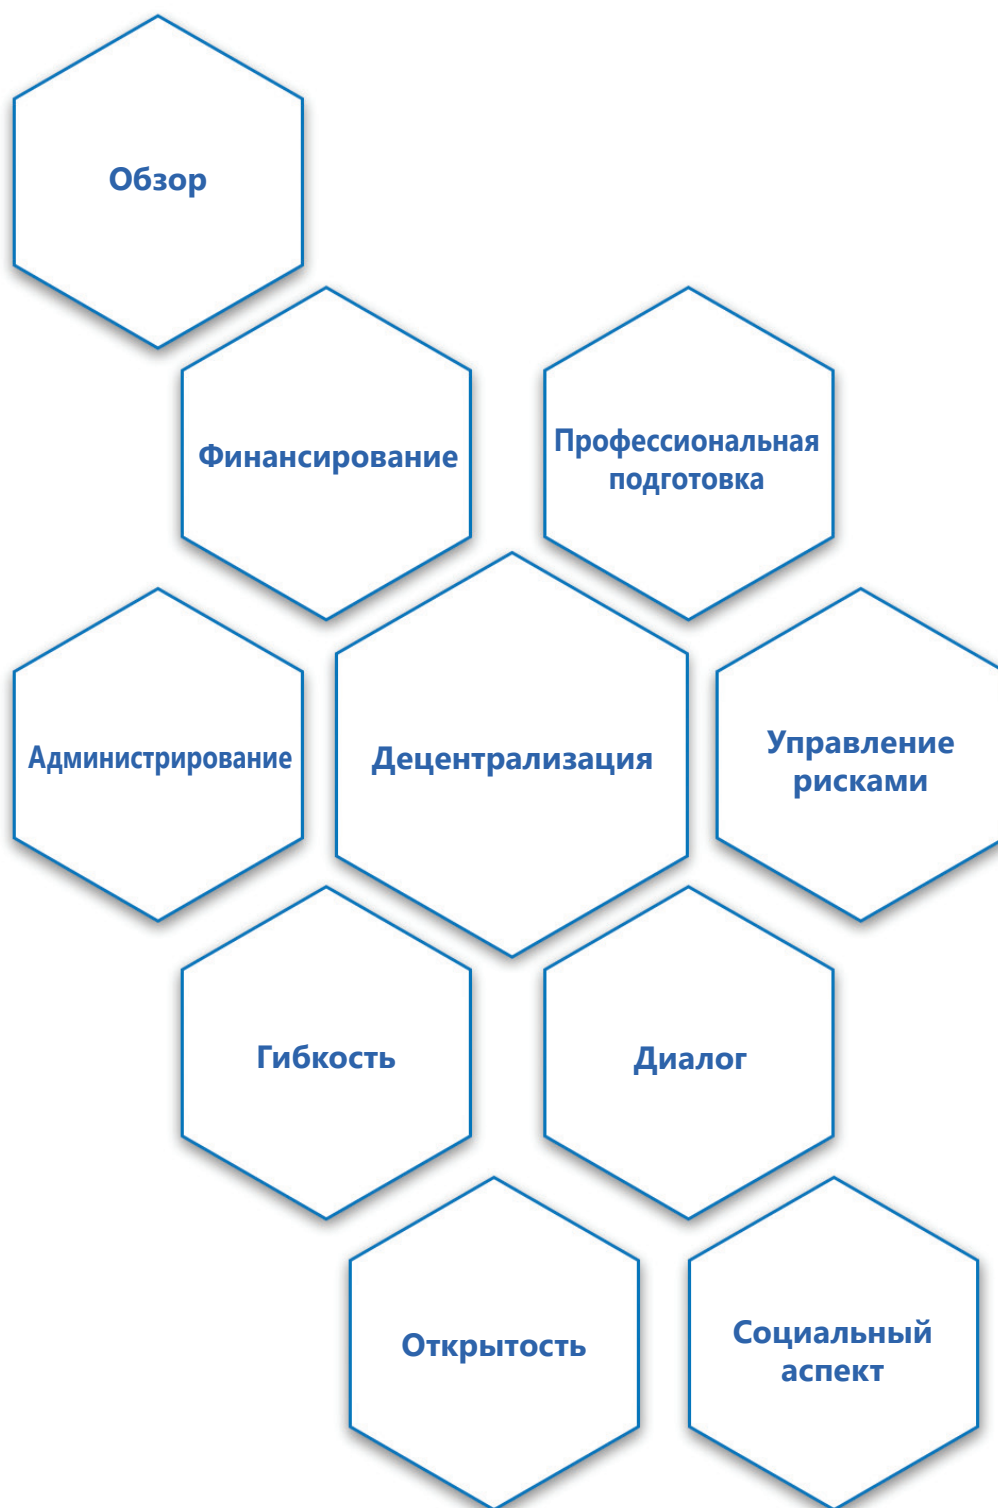 Обзор
Финансирование
Профессиональная
подготовка
Администрирование
Децентрализация
Управление
рисками
Гибкость
Диалог
Открытость
Социальный
аспект